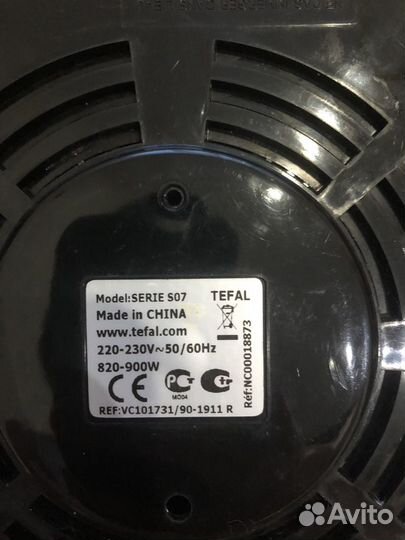 Model:SERIE S07 TEFAL
Made in CHINA
www.tefal.com
220-230V~50/60Hz
820-900W
CE PC Ctr
MO04
REF:VC101731/90-1911 R
Réf:NC00018873
Avito